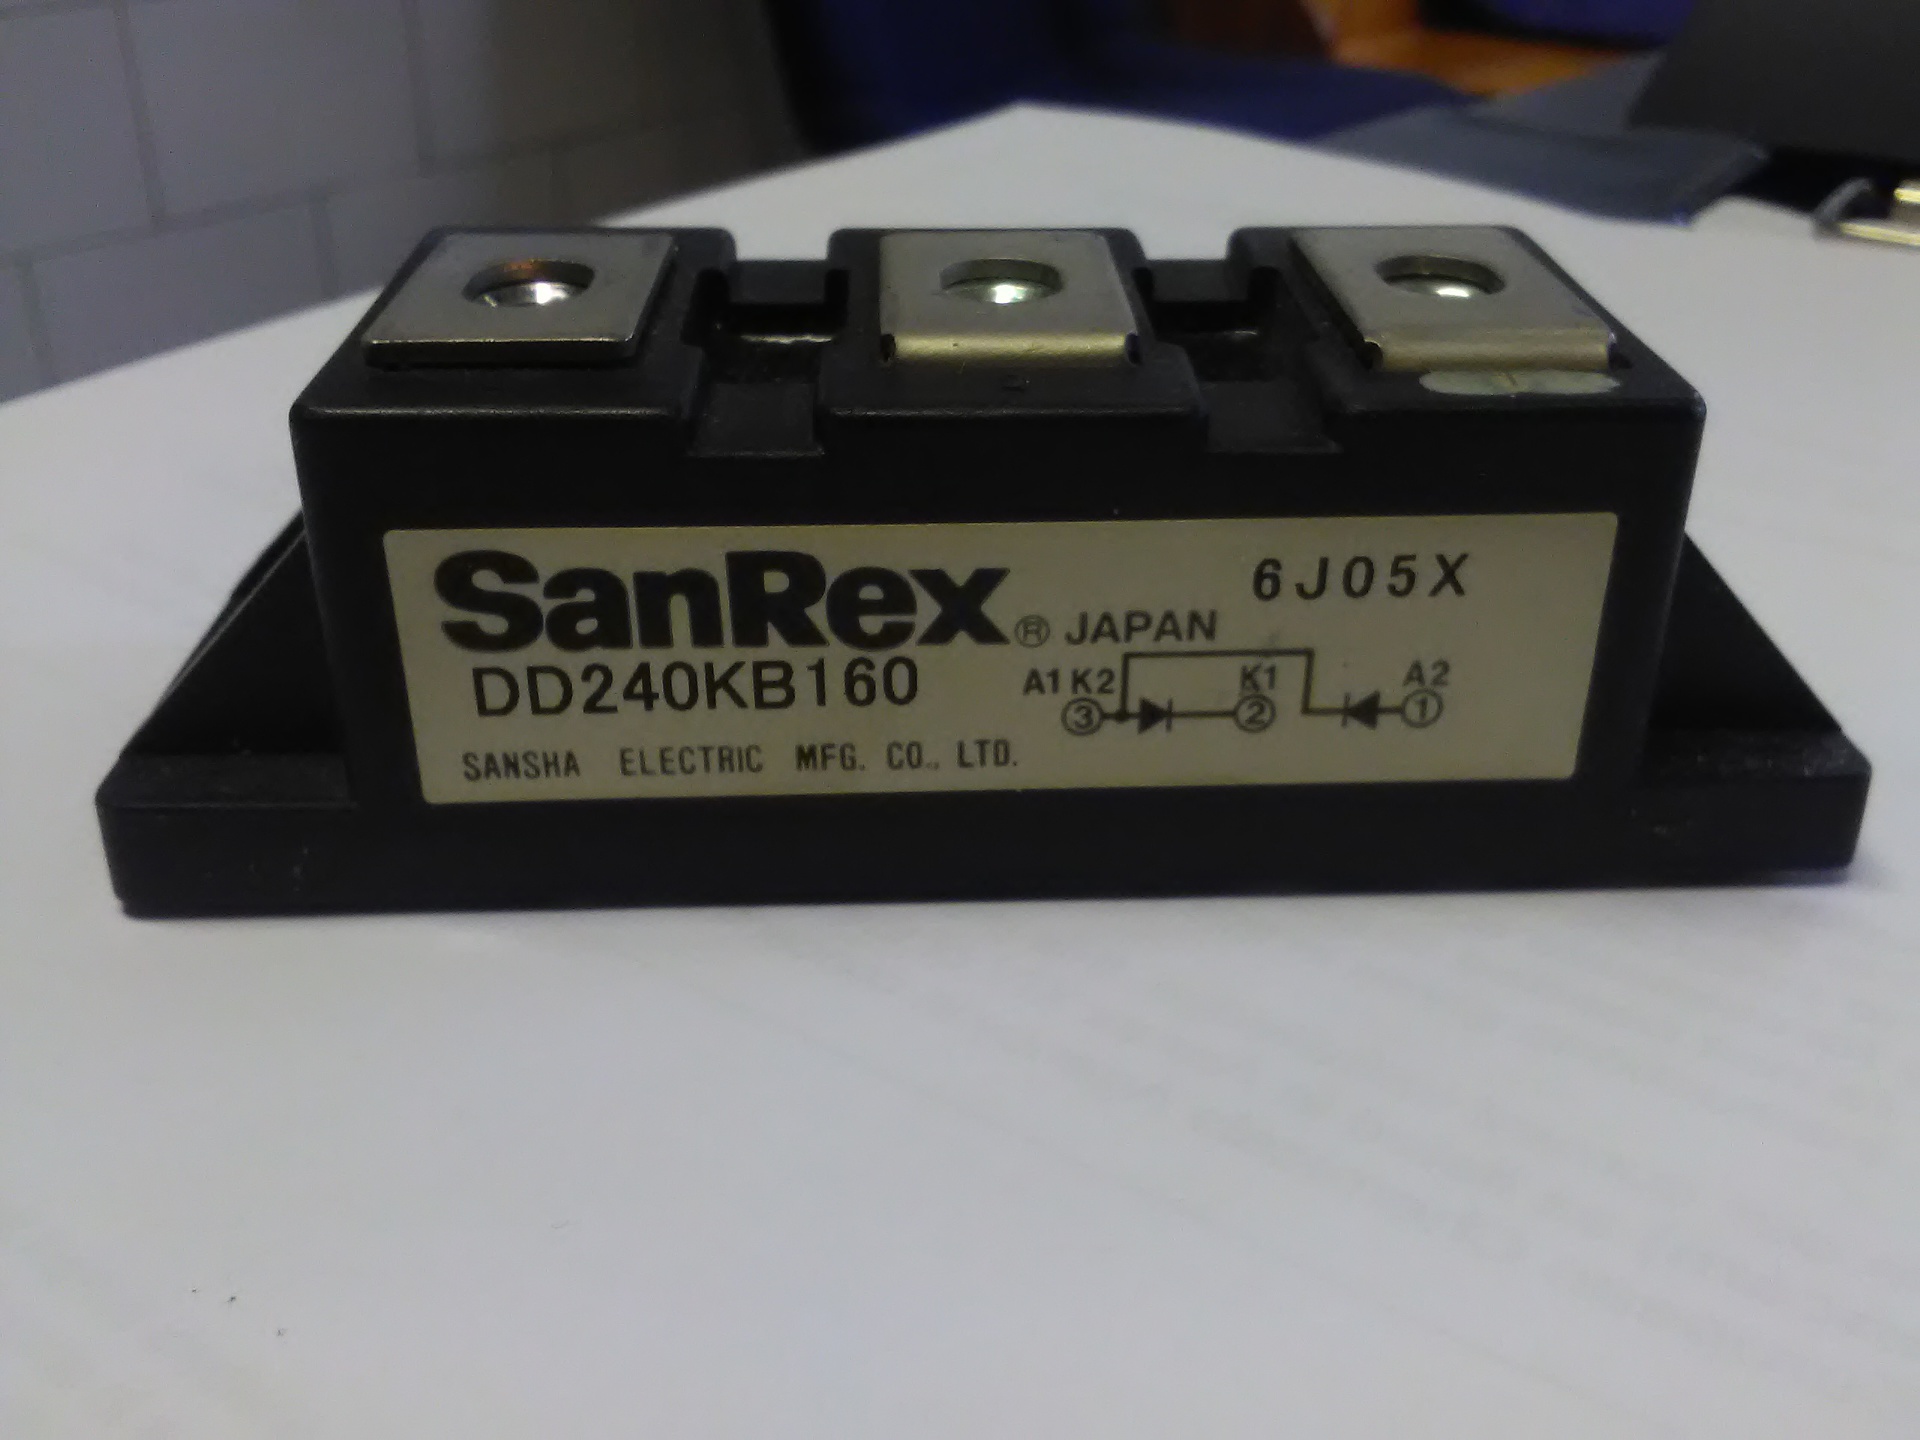 SanRex® JAPAN 6J05X
DD240KB160
A1 K2 K1 A2
③ ② ①
SANSHA ELECTRIC MFG. CO., LTD.